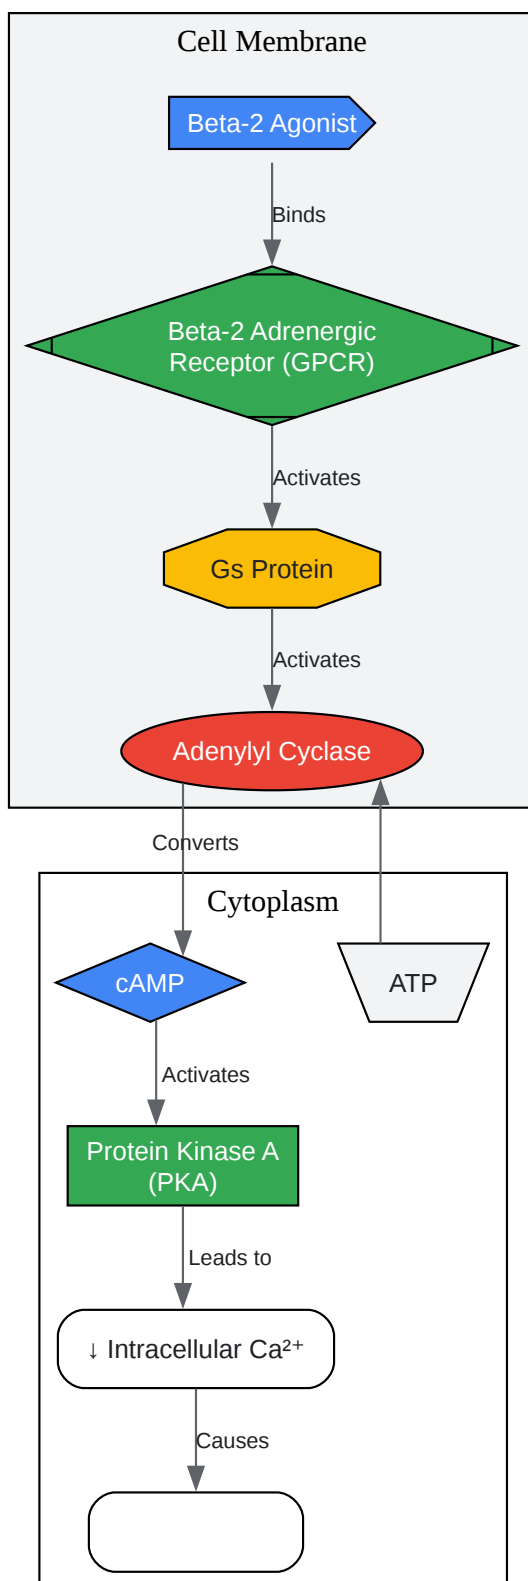 Cell Membrane
Beta-2 Agonist
Binds
Beta-2 Adrenergic
Receptor (GPCR)
Activates
Gs Protein
Activates
Adenylyl Cyclase
Converts
Cytoplasm
cAMP
ATP
Activates
Protein Kinase A
(PKA)
Leads to
↓ Intracellular Ca²⁺
Causes